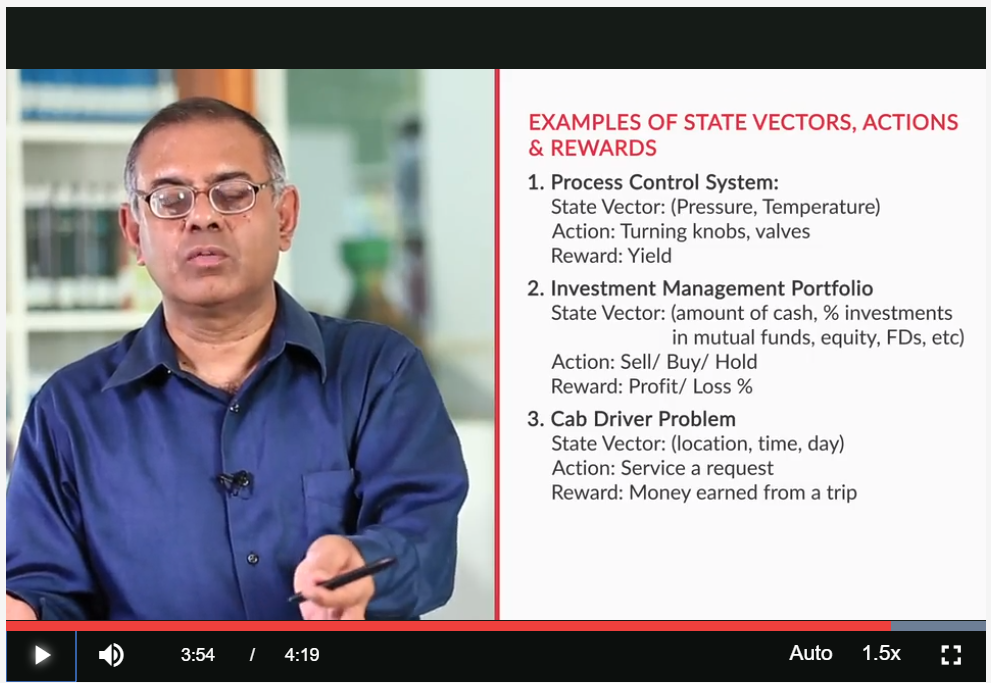 EXAMPLES OF STATE VECTORS, ACTIONS
& REWARDS
1. Process Control System:
State Vector: (Pressure, Temperature)
Action: Turning knobs, valves
Reward: Yield
2. Investment Management Portfolio
State Vector: (amount of cash, % investments
in mutual funds, equity, FDs, etc)
Action: Sell/ Buy/ Hold
Reward: Profit/ Loss %
3. Cab Driver Problem
State Vector: (location, time, day)
Action: Service a request
Reward: Money earned from a trip
3:54 / 4:19 Auto 1.5x